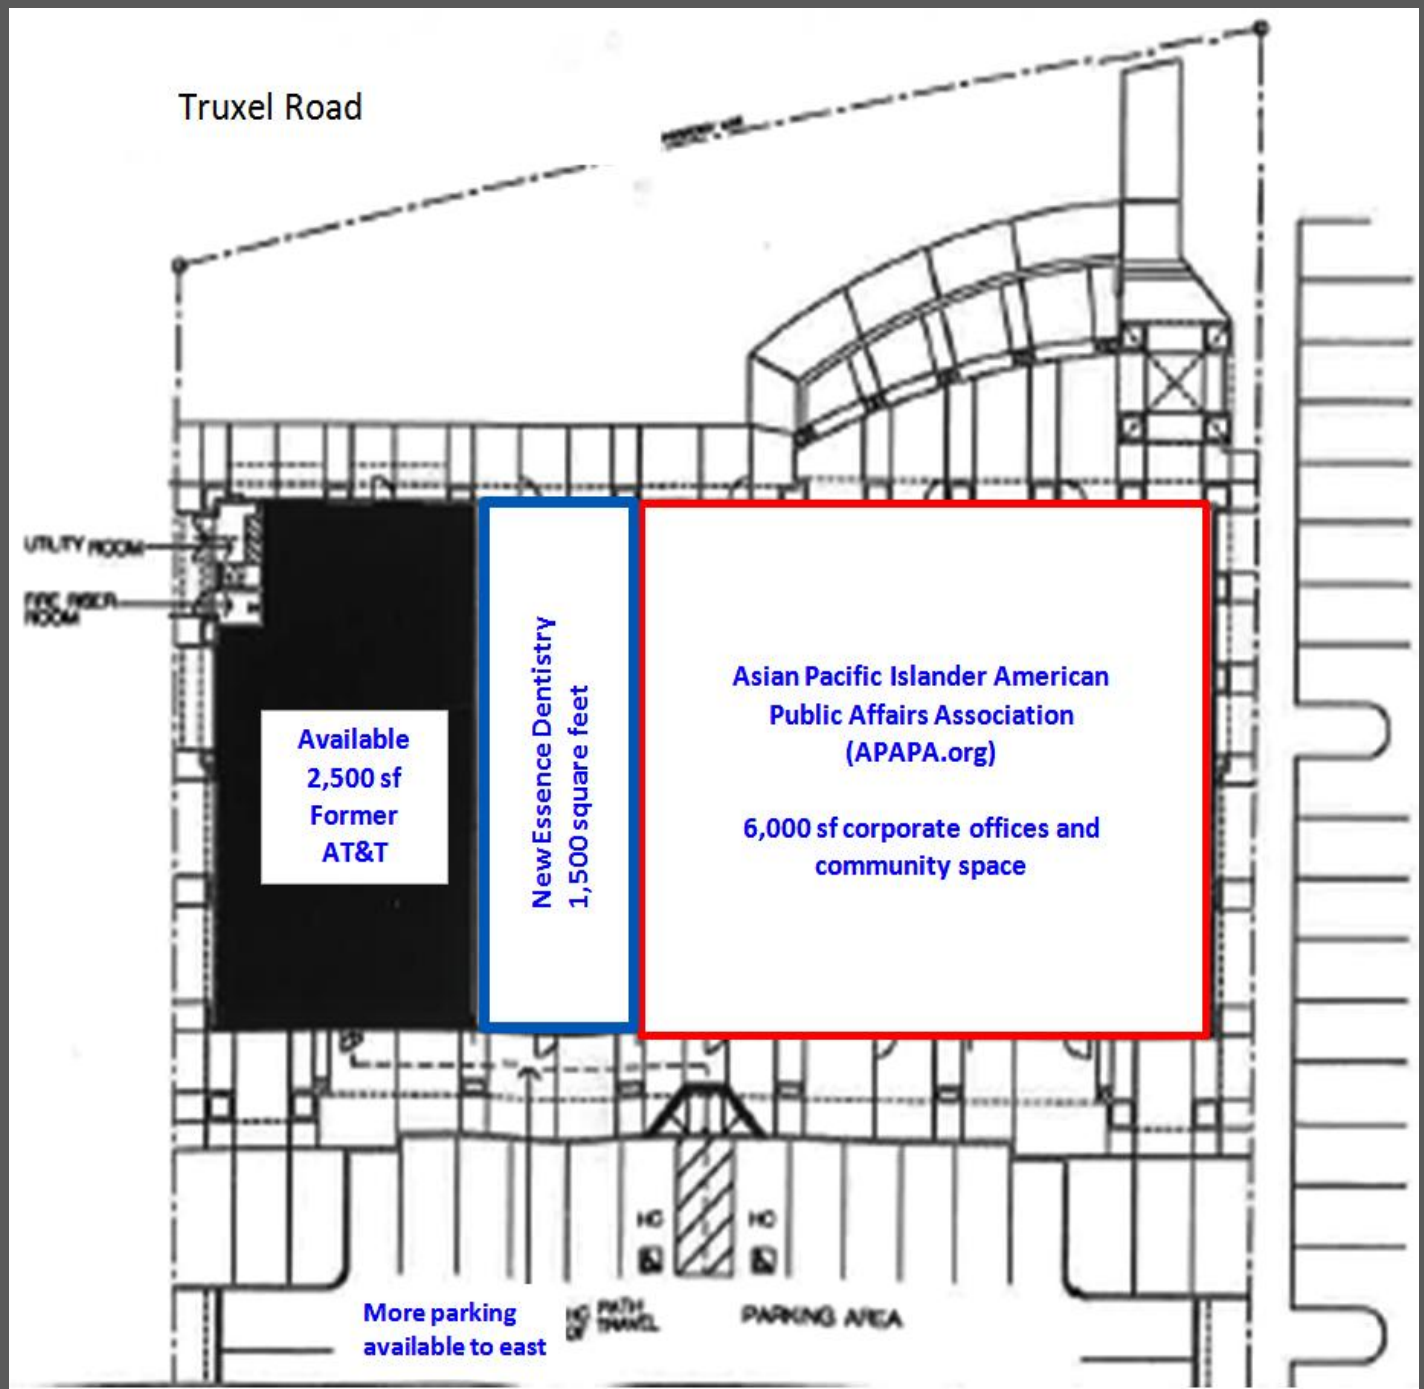 Truxel Road
UTILITY ROOM
FIRE RISER
ROOM
Available
2,500 sf
Former
AT&T
New Essence Dentistry
1,500 square feet
Asian Pacific Islander American
Public Affairs Association
(APAPA.org)
6,000 sf corporate offices and
community space
HC
HC
More parking
available to east
PATH
TRAVEL
PARKING AREA